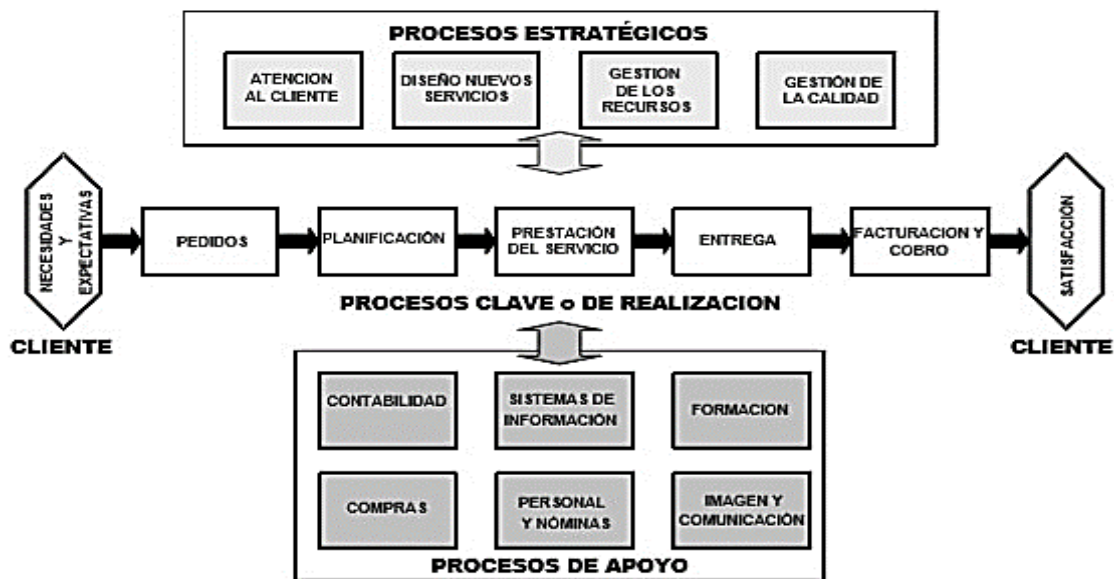 PROCESOS ESTRATÉGICOS
ATENCION
AL CLIENTE
DISEÑO NUEVOS
SERVICIOS
GESTION
DE LOS
RECURSOS
GESTIÓN DE
LA CALIDAD
NECESIDADES
Y
EXPECTATIVAS
CLIENTE
PEDIDOS
PLANIFICACIÓN
PRESTACIÓN
DEL SERVICIO
ENTREGA
FACTURACION Y
COBRO
SATISFACCIÓN
CLIENTE
PROCESOS CLAVE o DE REALIZACION
CONTABILIDAD
SISTEMAS DE
INFORMACIÓN
FORMACION
COMPRAS
PERSONAL
Y NÓMINAS
IMAGEN Y
COMUNICACIÓN
PROCESOS DE APOYO